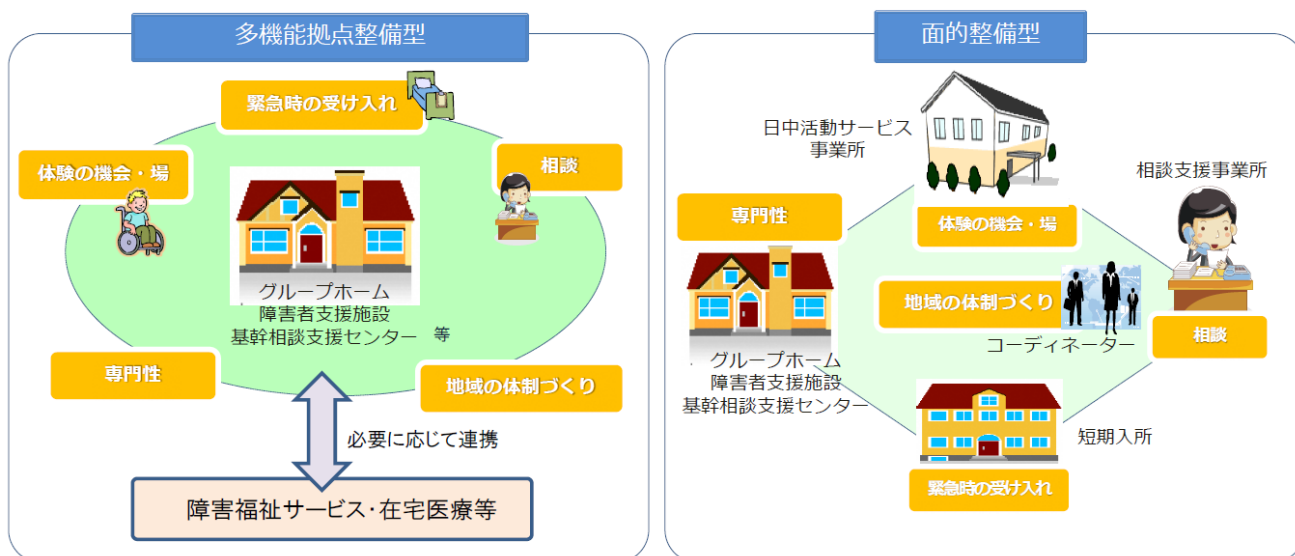 多機能拠点整備型
緊急時の受け入れ
体験の機会・場
相談
グループホーム
障害者支援施設
基幹相談支援センター 等
専門性
地域の体制づくり
必要に応じて連携
障害福祉サービス・在宅医療等
面的整備型
日中活動サービス
事業所
相談支援事業所
専門性
体験の機会・場
地域の体制づくり
コーディネーター
相談
グループホーム
障害者支援施設
基幹相談支援センター
短期入所
緊急時の受け入れ